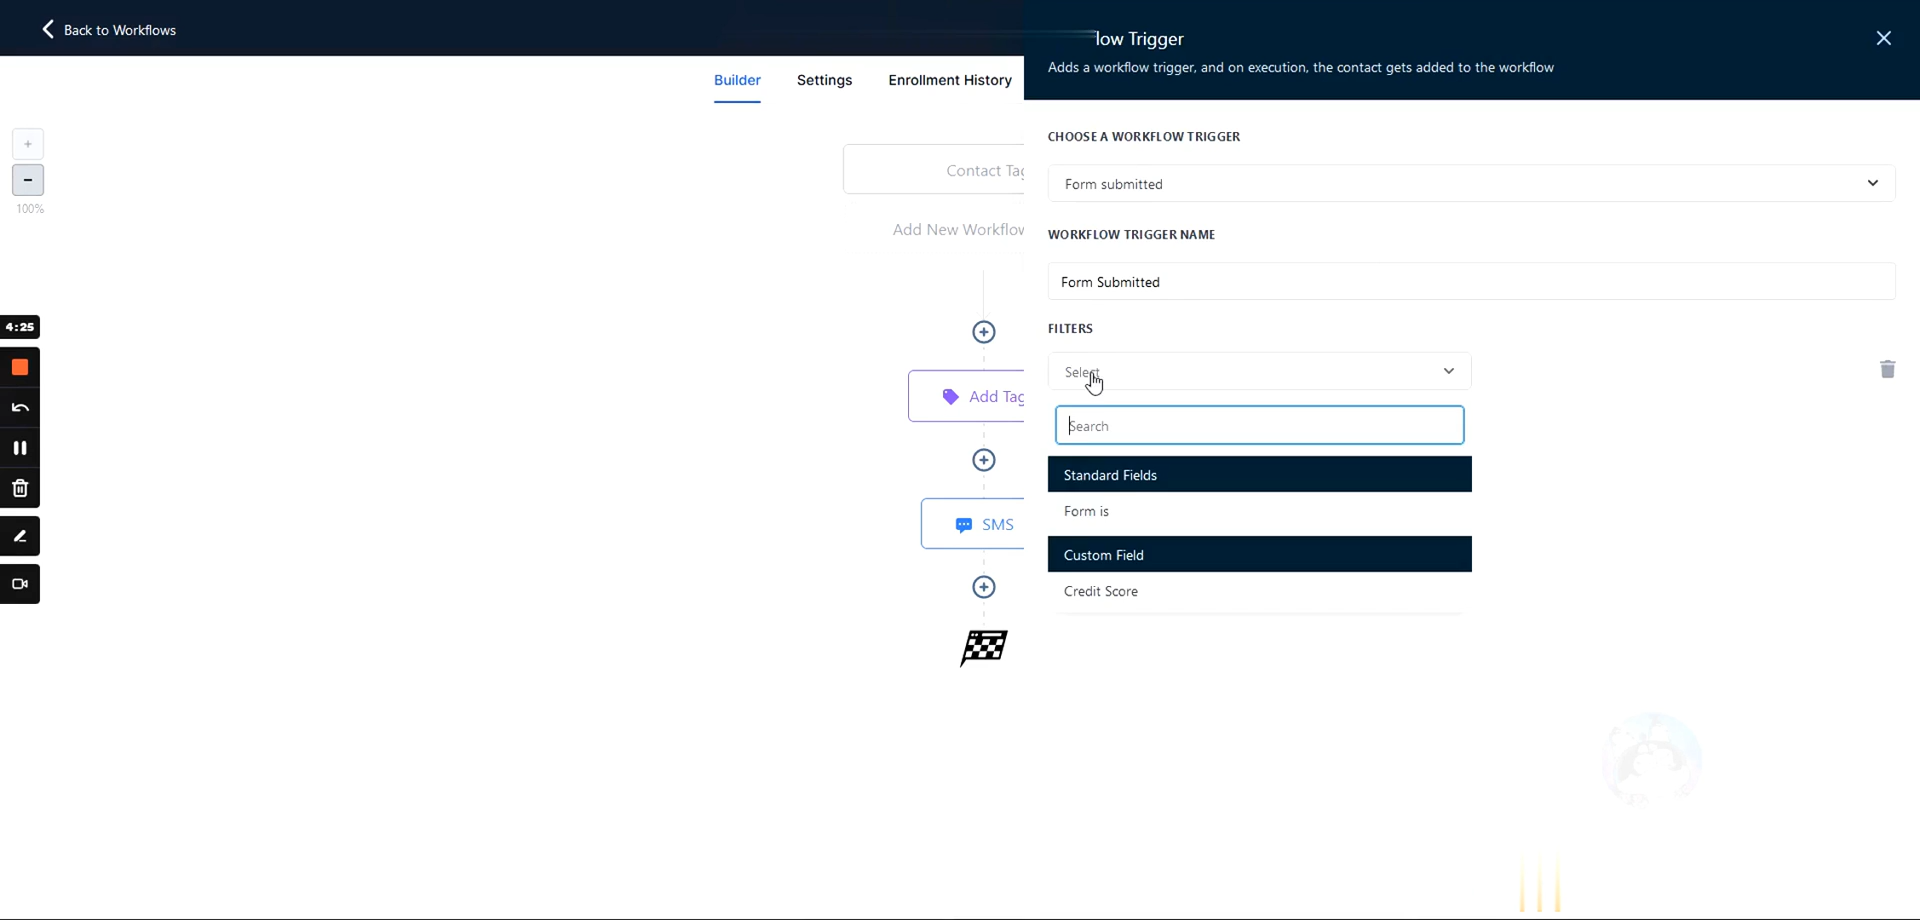 Back to Workflows
low Trigger
Adds a workflow trigger, and on execution, the contact gets added to the workflow
Builder
Settings
Enrollment History
CHOOSE A WORKFLOW TRIGGER
Form submitted
WORKFLOW TRIGGER NAME
Form Submitted
FILTERS
Select
Search
Standard Fields
Form is
Custom Field
Credit Score
+
-
100%
Contact Tag
Add New Workflow
4:25
Add Tag
SMS